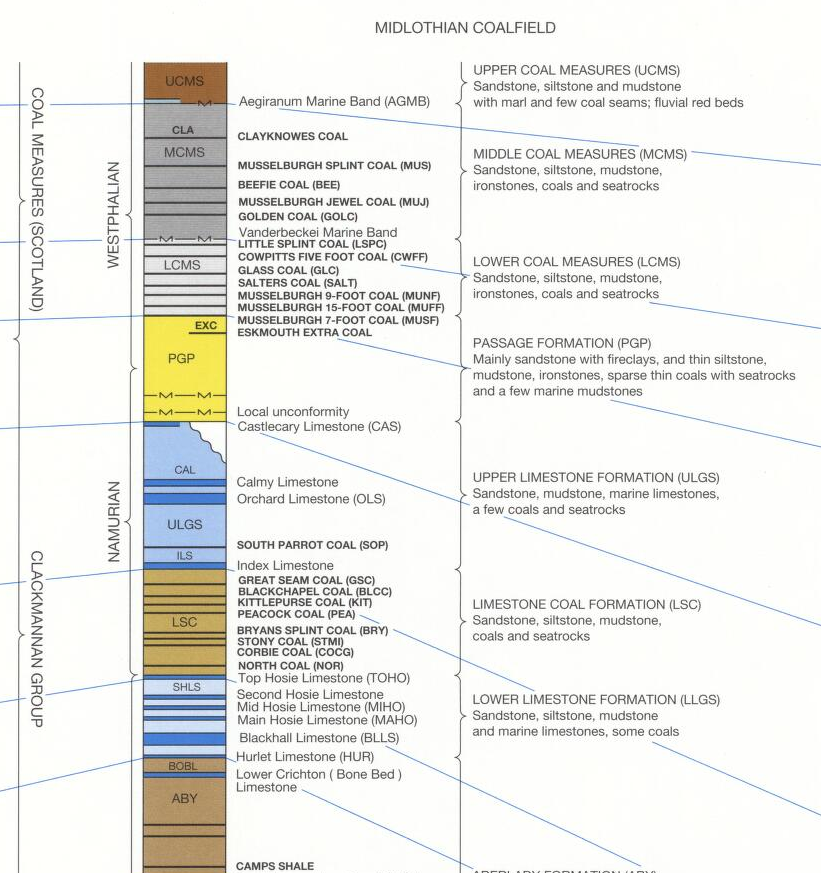 MIDLOTHIAN COALFIELD
COAL MEASURES (SCOTLAND)
CLACKMANNAN GROUP
WESTPHALIAN
NAMURIAN
UCMS
M
CLA
MCMS
M M
LCMS
EXC
PGP
M M
M M
CAL
ULGS
ILS
LSC
SHLS
BOBL
ABY
Aegiranum Marine Band (AGMB)
CLAYKNOWES COAL
MUSSELBURGH SPLINT COAL (MUS)
BEEFIE COAL (BEE)
MUSSELBURGH JEWEL COAL (MUJ)
GOLDEN COAL (GOLC)
Vanderbeckei Marine Band
LITTLE SPLINT COAL (LSPC)
COWPITTS FIVE FOOT COAL (CWFF)
GLASS COAL (GLC)
SALTERS COAL (SALT)
MUSSELBURGH 9-FOOT COAL (MUNF)
MUSSELBURGH 15-FOOT COAL (MUFF)
MUSSELBURGH 7-FOOT COAL (MUSF)
ESKMOUTH EXTRA COAL
Local unconformity
Castlecary Limestone (CAS)
Calmy Limestone
Orchard Limestone (OLS)
SOUTH PARROT COAL (SOP)
Index Limestone
GREAT SEAM COAL (GSC)
BLACKCHAPEL COAL (BLCC)
KITTLEPURSE COAL (KIT)
PEACOCK COAL (PEA)
BRYANS SPLINT COAL (BRY)
STONY COAL (STMI)
CORBIE COAL (COCG)
NORTH COAL (NOR)
Top Hosie Limestone (TOHO)
Second Hosie Limestone
Mid Hosie Limestone (MIHO)
Main Hosie Limestone (MAHO)
Blackhall Limestone (BLLS)
Hurlet Limestone (HUR)
Lower Crichton ( Bone Bed )
Limestone
CAMPS SHALE
UPPER COAL MEASURES (UCMS)
Sandstone, siltstone and mudstone
with marl and few coal seams; fluvial red beds
MIDDLE COAL MEASURES (MCMS)
Sandstone, siltstone, mudstone,
ironstones, coals and seatrocks
LOWER COAL MEASURES (LCMS)
Sandstone, siltstone, mudstone,
ironstones, coals and seatrocks
PASSAGE FORMATION (PGP)
Mainly sandstone with fireclays, and thin siltstone,
mudstone, ironstones, sparse thin coals with seatrocks
and a few marine mudstones
UPPER LIMESTONE FORMATION (ULGS)
Sandstone, mudstone, marine limestones,
a few coals and seatrocks
LIMESTONE COAL FORMATION (LSC)
Sandstone, siltstone, mudstone,
coals and seatrocks
LOWER LIMESTONE FORMATION (LLGS)
Sandstone, siltstone, mudstone
and marine limestones, some coals